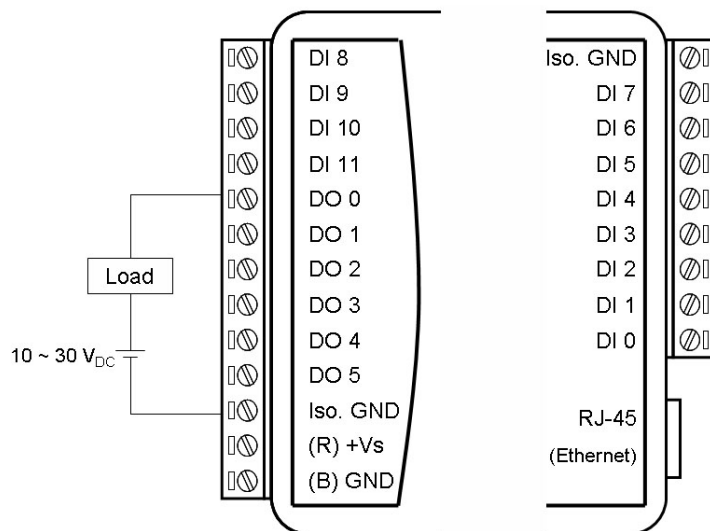 DI 8
DI 9
DI 10
DI 11
DO 0
DO 1
DO 2
DO 3
DO 4
DO 5
Iso. GND
(R) +Vs
(B) GND
Load
10 ~ 30 VDC
Iso. GND
DI 7
DI 6
DI 5
DI 4
DI 3
DI 2
DI 1
DI 0
RJ-45
(Ethernet)